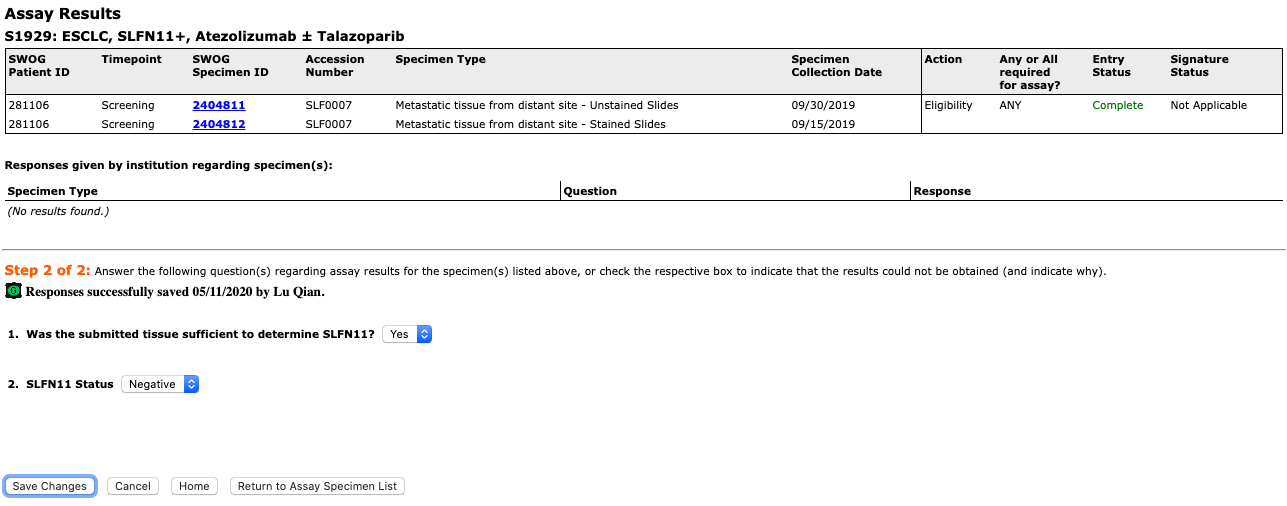 Assay Results
S1929: ESCLC, SLFN11+, Atezolizumab ± Talazoparib
SWOG Patient ID Timepoint SWOG Specimen ID Accession Number Specimen Type Specimen Collection Date Action Any or All required for assay? Entry Status Signature Status
281106 Screening 2404811 SLF0007 Metastatic tissue from distant site - Unstained Slides 09/30/2019 Eligibility ANY Complete Not Applicable
281106 Screening 2404812 SLF0007 Metastatic tissue from distant site - Stained Slides 09/15/2019
Responses given by institution regarding specimen(s):
Specimen Type Question Response
(No results found.)
Step 2 of 2: Answer the following question(s) regarding assay results for the specimen(s) listed above, or check the respective box to indicate that the results could not be obtained (and indicate why).
Responses successfully saved 05/11/2020 by Lu Qian.
1. Was the submitted tissue sufficient to determine SLFN11? Yes
2. SLFN11 Status Negative
Save Changes Cancel Home Return to Assay Specimen List